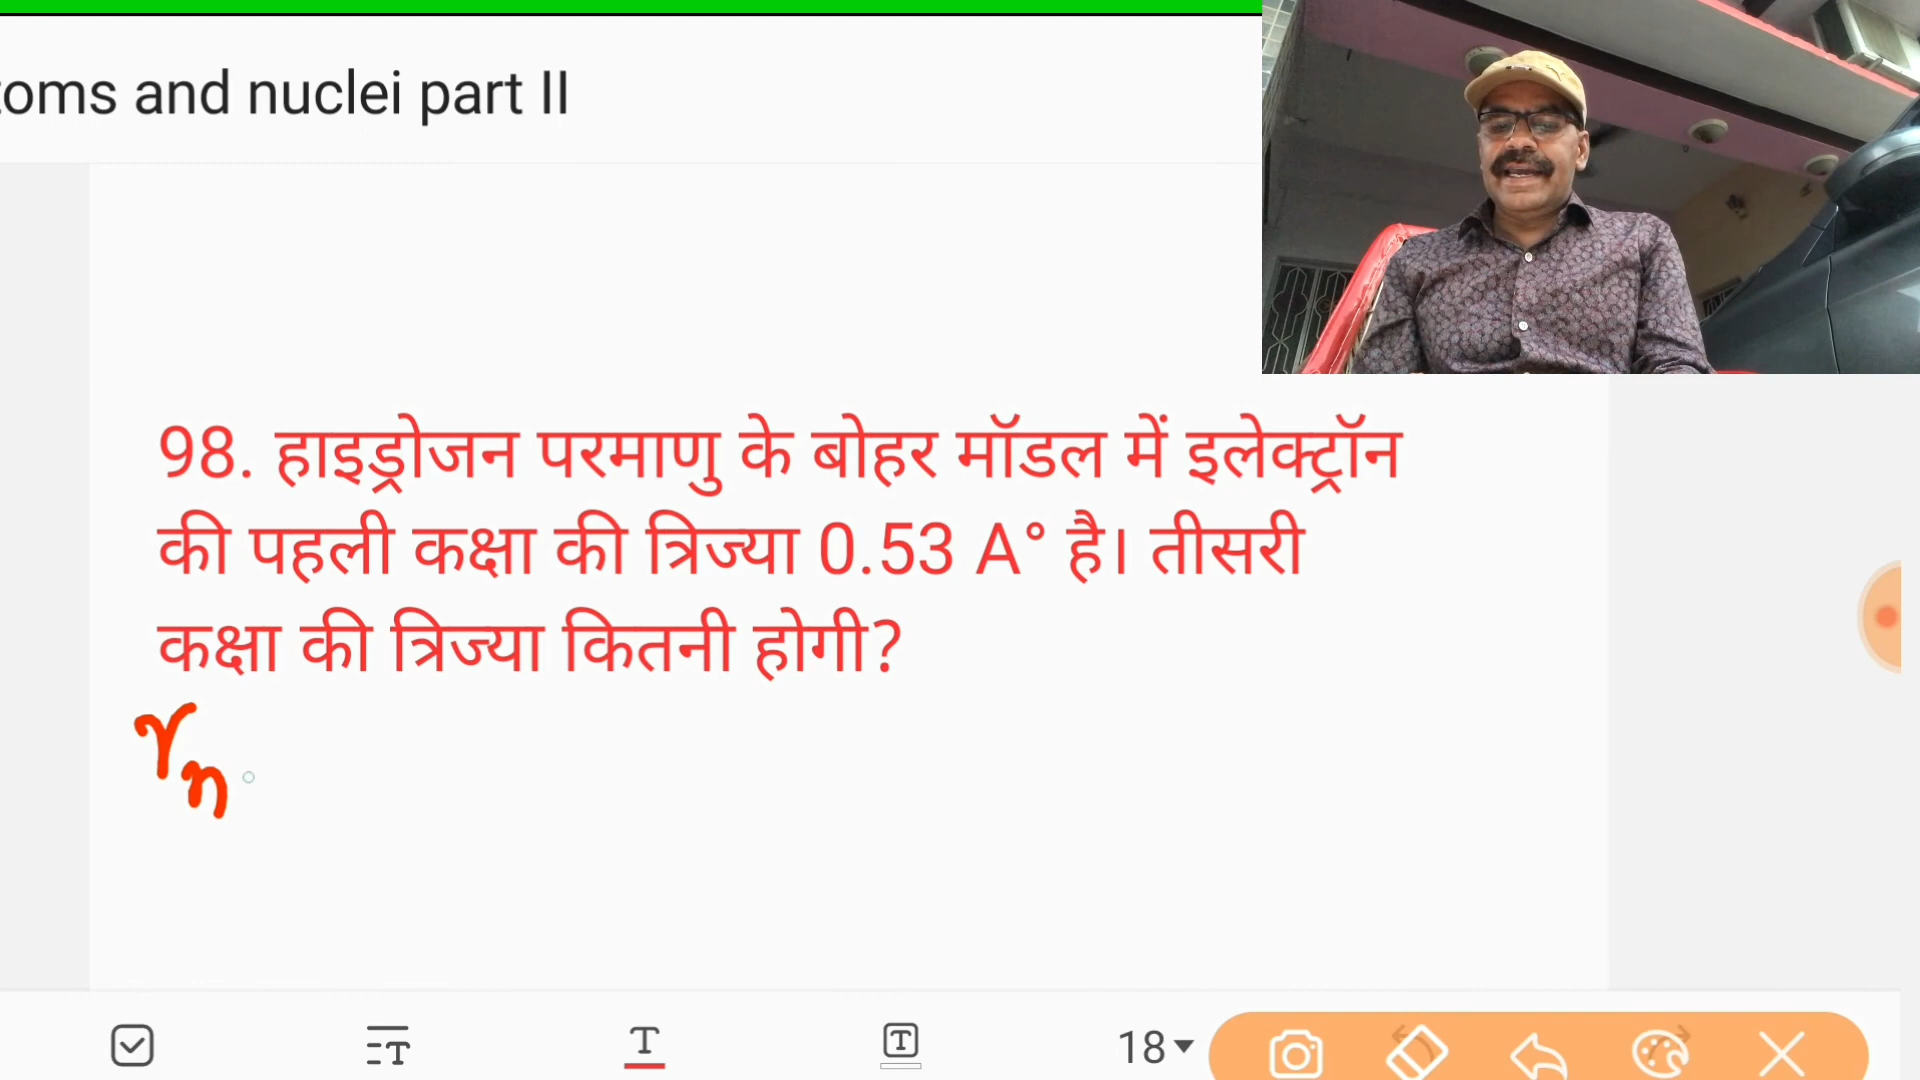 toms and nuclei part II
98. हाइड्रोजन परमाणु के बोहर मॉडल में इलेक्ट्रॉन
की पहली कक्षा की त्रिज्या 0.53 A° है। तीसरी
कक्षा की त्रिज्या कितनी होगी?
rn
18